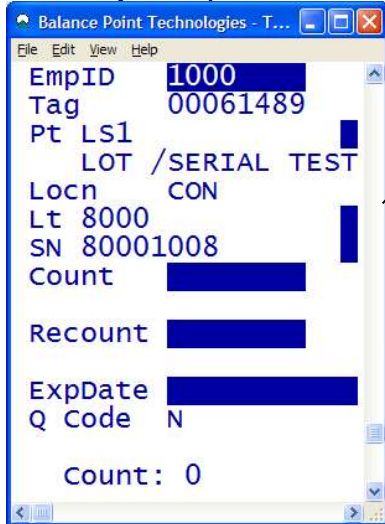 Balance Point Technologies - T...
File Edit View Help
EmpID 1000
Tag 00061489
Pt LS1
LOT /SERIAL TEST
Locn CON
Lt 8000
SN 80001008
Count
Recount
ExpDate
Q Code N
Count: 0